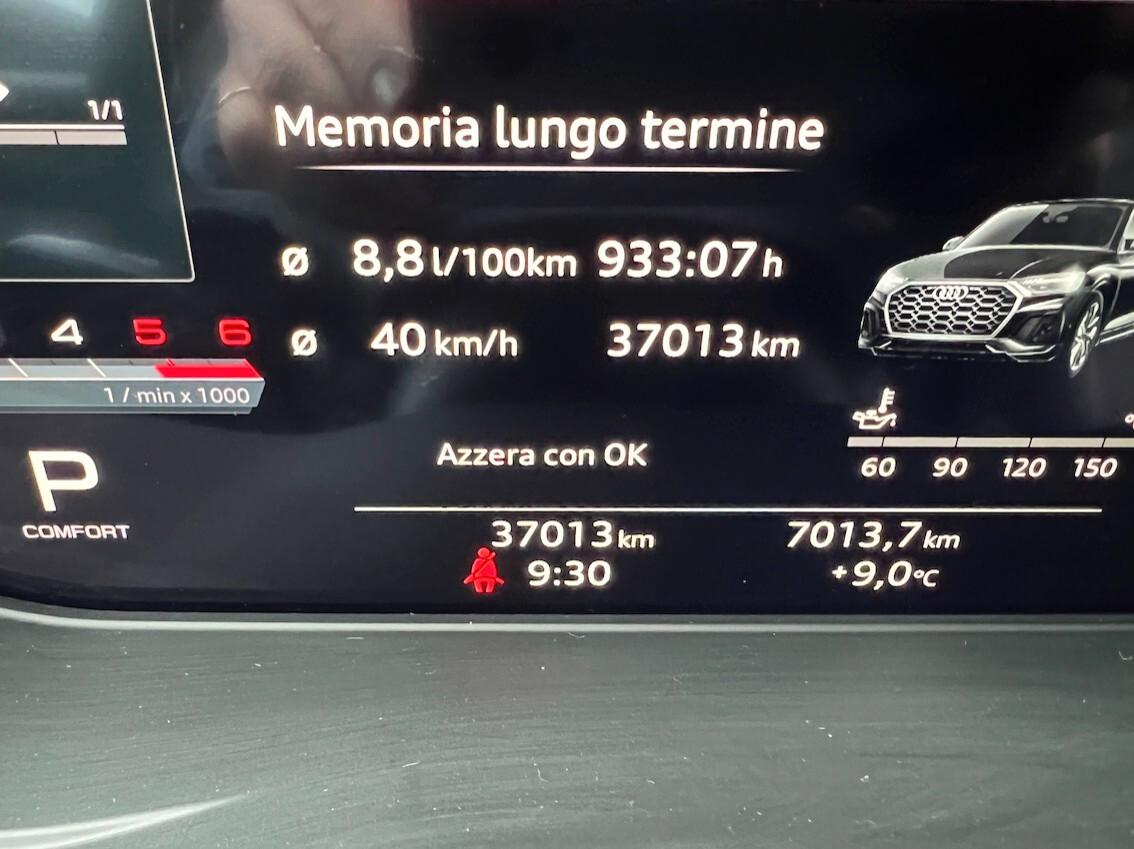 1/1
Memoria lungo termine
ø 8,8 l/100km 933:07 h
ø 40 km/h 37013 km
4 5 6
1 / min x 1000
Azzera con OK
60 90 120 150
P
COMFORT
37013 km 7013,7 km
9:30 +9,0°C